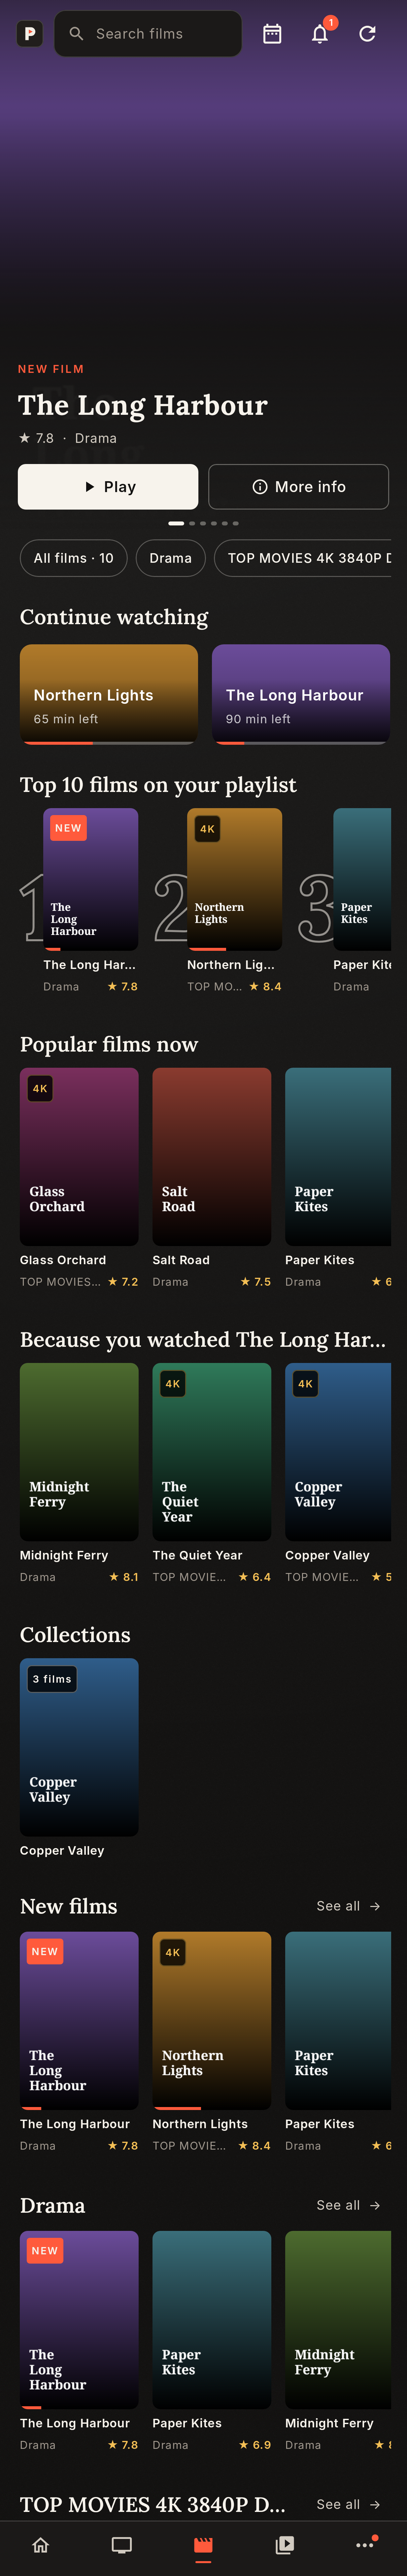 P
Search films
1
NEW FILM
The Long Harbour
★ 7.8 · Drama
Play
More info
All films · 10
Drama
TOP MOVIES 4K 3840P D
Continue watching
Northern Lights
65 min left
The Long Harbour
90 min left
Top 10 films on your playlist
1
NEW
The
Long
Harbour
The Long Har...
Drama ★ 7.8
2
4K
Northern
Lights
Northern Lig...
TOP MO... ★ 8.4
3
Paper
Kites
Paper Kite
Drama
Popular films now
4K
Glass
Orchard
Glass Orchard
TOP MOVIES... ★ 7.2
Salt
Road
Salt Road
Drama ★ 7.5
Paper
Kites
Paper Kites
Drama ★ 6
Because you watched The Long Har...
Midnight
Ferry
Midnight Ferry
Drama ★ 8.1
4K
The
Quiet
Year
The Quiet Year
TOP MOVIE... ★ 6.4
4K
Copper
Valley
Copper Valley
TOP MOVIE... ★ 5
Collections
3 films
Copper
Valley
Copper Valley
New films
See all →
NEW
The
Long
Harbour
The Long Harbour
Drama ★ 7.8
4K
Northern
Lights
Northern Lights
TOP MOVIE... ★ 8.4
Paper
Kites
Paper Kites
Drama ★ 6
Drama
See all →
NEW
The
Long
Harbour
The Long Harbour
Drama ★ 7.8
Paper
Kites
Paper Kites
Drama ★ 6.9
Midnight
Ferry
Midnight Ferry
Drama ★
TOP MOVIES 4K 3840P D...
See all →